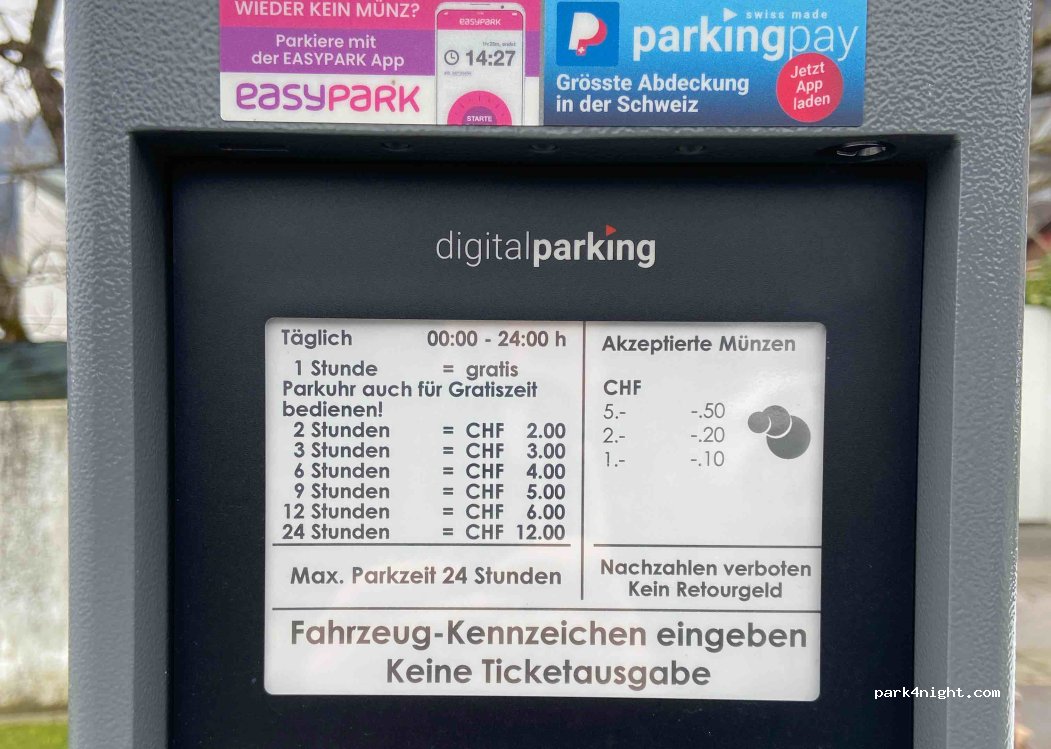 WIEDER KEIN MÜNZ?
Parkiere mit
der EASYPARK App
easyPARK
EASYPARK
14:27
STARTE
swiss made
parkingpay
Grösste Abdeckung
in der Schweiz
Jetzt
App
laden
digitalparking
Täglich 00:00 - 24:00 h
1 Stunde = gratis
Parkuhr auch für Gratiszeit
bedienen!
2 Stunden = CHF 2.00
3 Stunden = CHF 3.00
6 Stunden = CHF 4.00
9 Stunden = CHF 5.00
12 Stunden = CHF 6.00
24 Stunden = CHF 12.00
Max. Parkzeit 24 Stunden
Akzeptierte Münzen
CHF
5.- -.50
2.- -.20
1.- -.10
Nachzahlen verboten
Kein Retourgeld
Fahrzeug-Kennzeichen eingeben
Keine Ticketausgabe
park4night.com